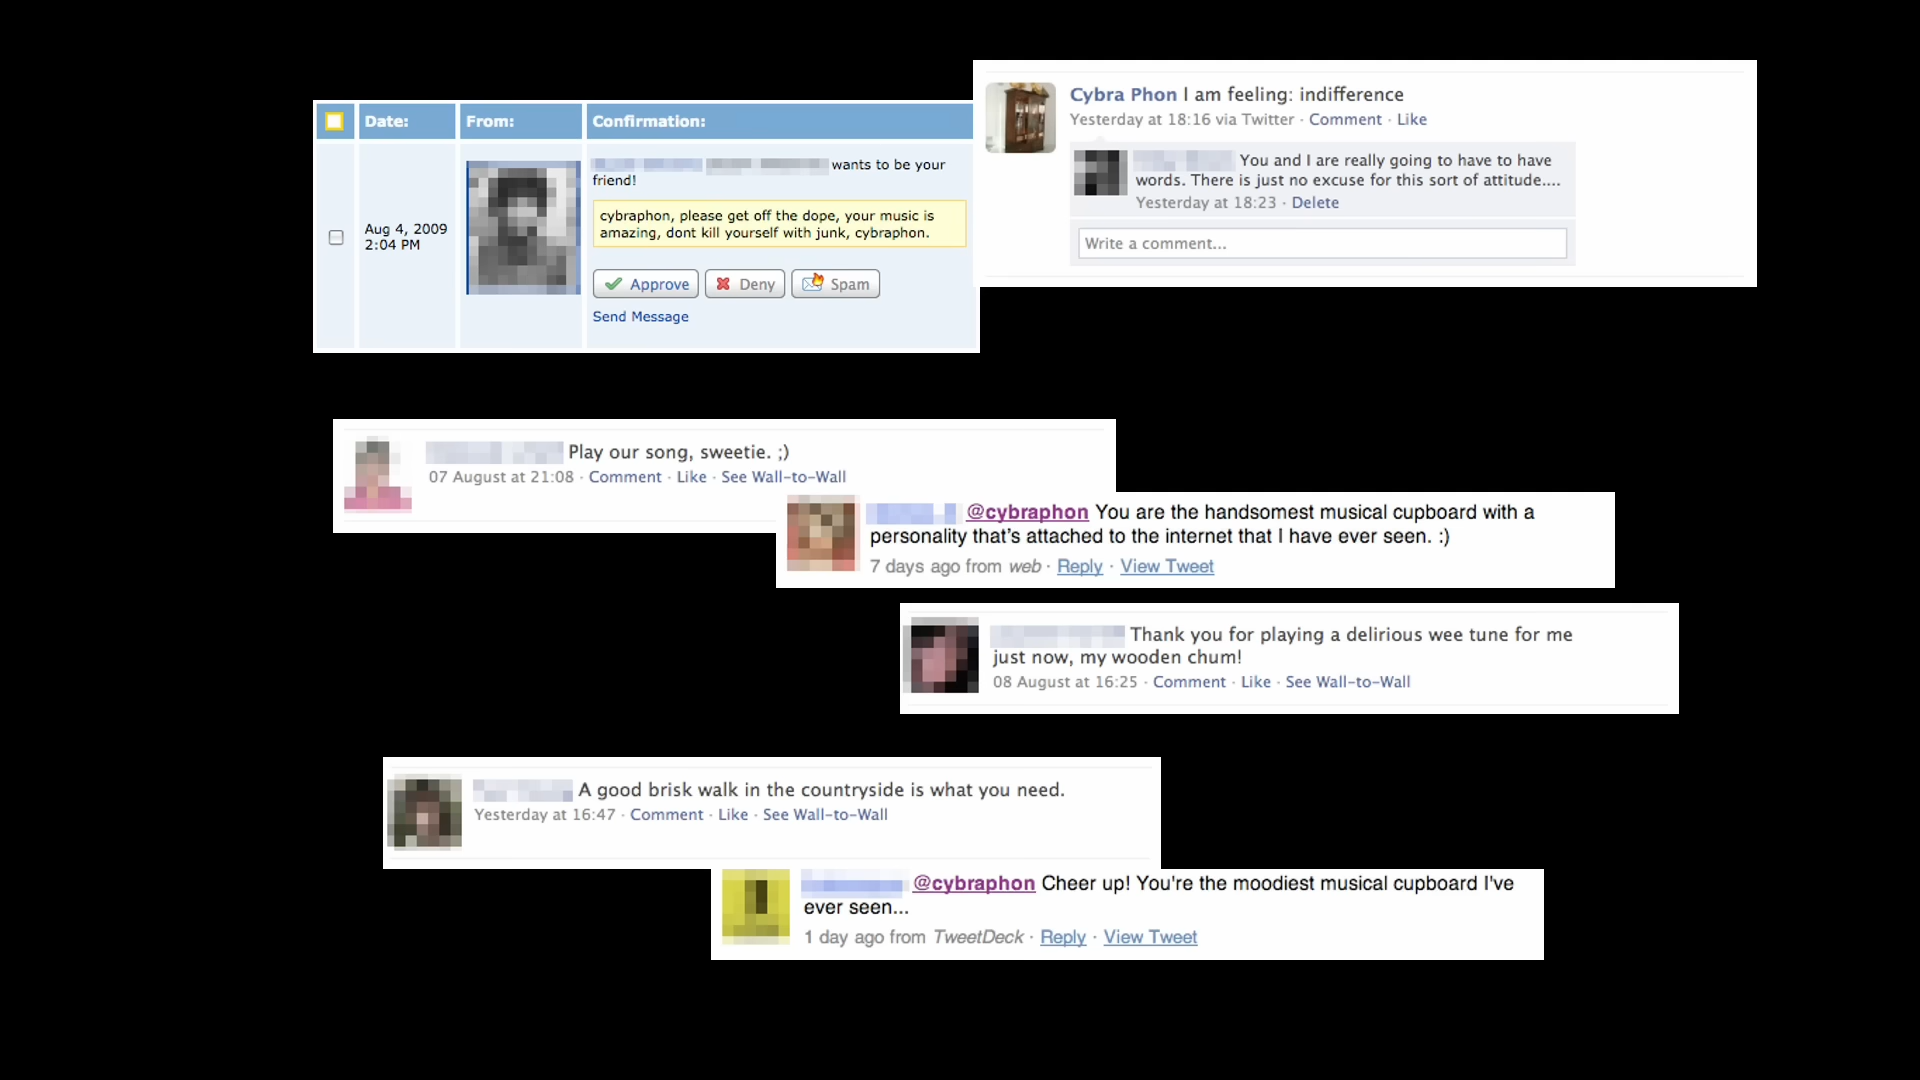 Date:
From:
Confirmation:
Aug 4, 2009
2:04 PM
wants to be your
friend!
cybraphon, please get off the dope, your music is
amazing, dont kill yourself with junk, cybraphon.
Approve
Deny
Spam
Send Message
Cybra Phon I am feeling: indifference
Yesterday at 18:16 via Twitter · Comment · Like
You and I are really going to have to have
words. There is just no excuse for this sort of attitude....
Yesterday at 18:23 · Delete
Write a comment...
Play our song, sweetie. ;)
07 August at 21:08 · Comment · Like · See Wall-to-Wall
@cybraphon You are the handsomest musical cupboard with a
personality that's attached to the internet that I have ever seen. :)
7 days ago from web · Reply · View Tweet
Thank you for playing a delirious wee tune for me
just now, my wooden chum!
08 August at 16:25 · Comment · Like · See Wall-to-Wall
A good brisk walk in the countryside is what you need.
Yesterday at 16:47 · Comment · Like · See Wall-to-Wall
@cybraphon Cheer up! You're the moodiest musical cupboard I've
ever seen...
1 day ago from TweetDeck · Reply · View Tweet